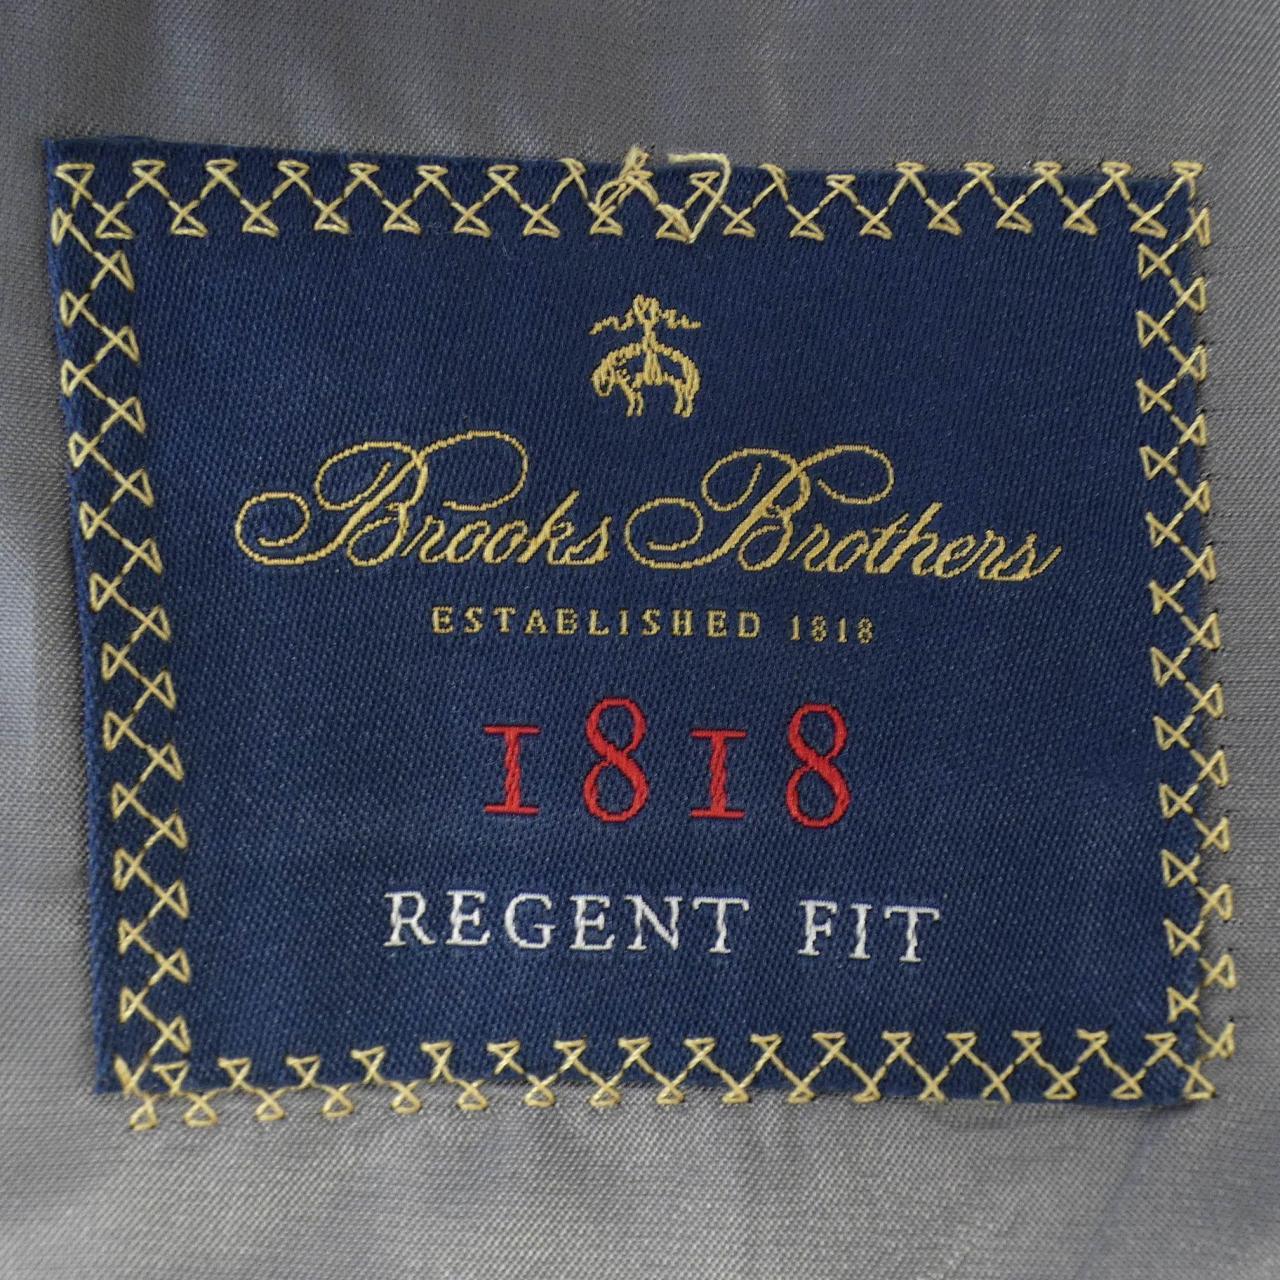 Brooks Brothers
ESTABLISHED 1818
1818
REGENT FIT